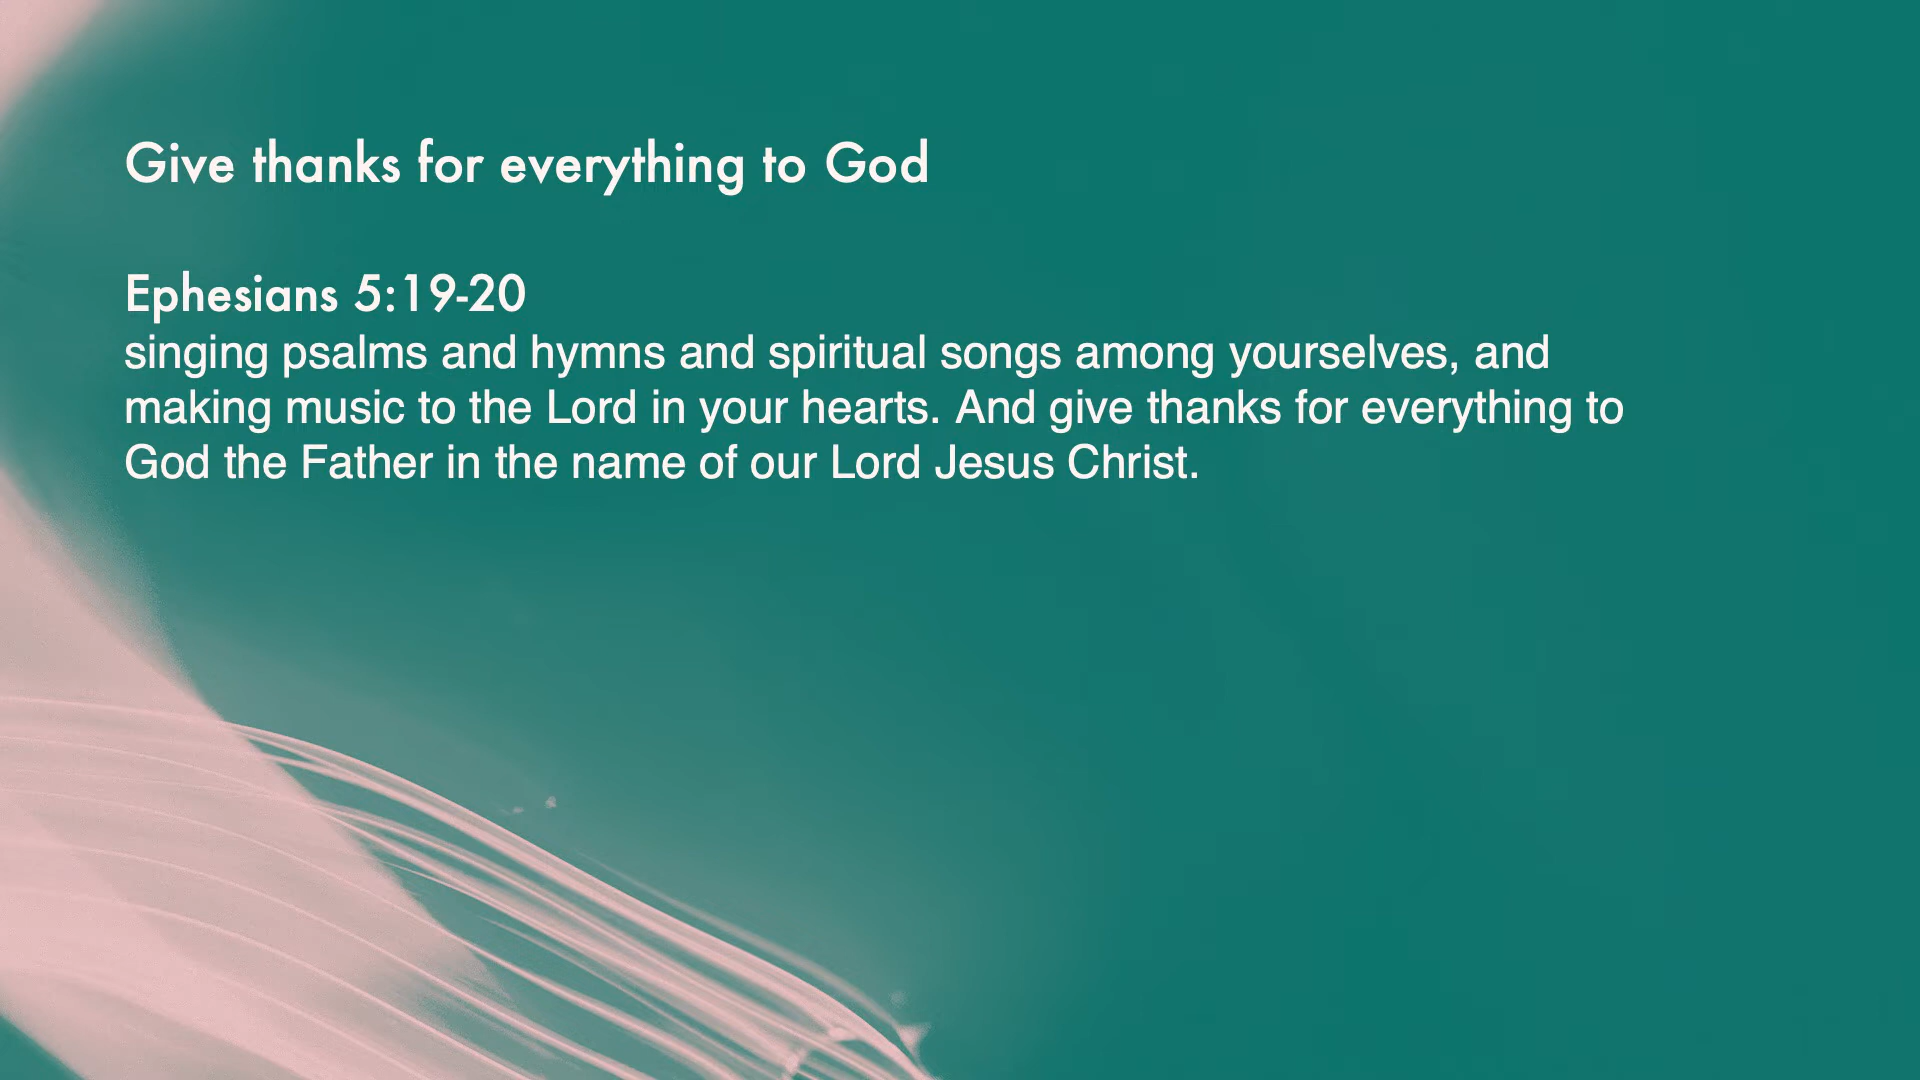 Give thanks for everything to God
Ephesians 5:19-20
singing psalms and hymns and spiritual songs among yourselves, and
making music to the Lord in your hearts. And give thanks for everything to
God the Father in the name of our Lord Jesus Christ.